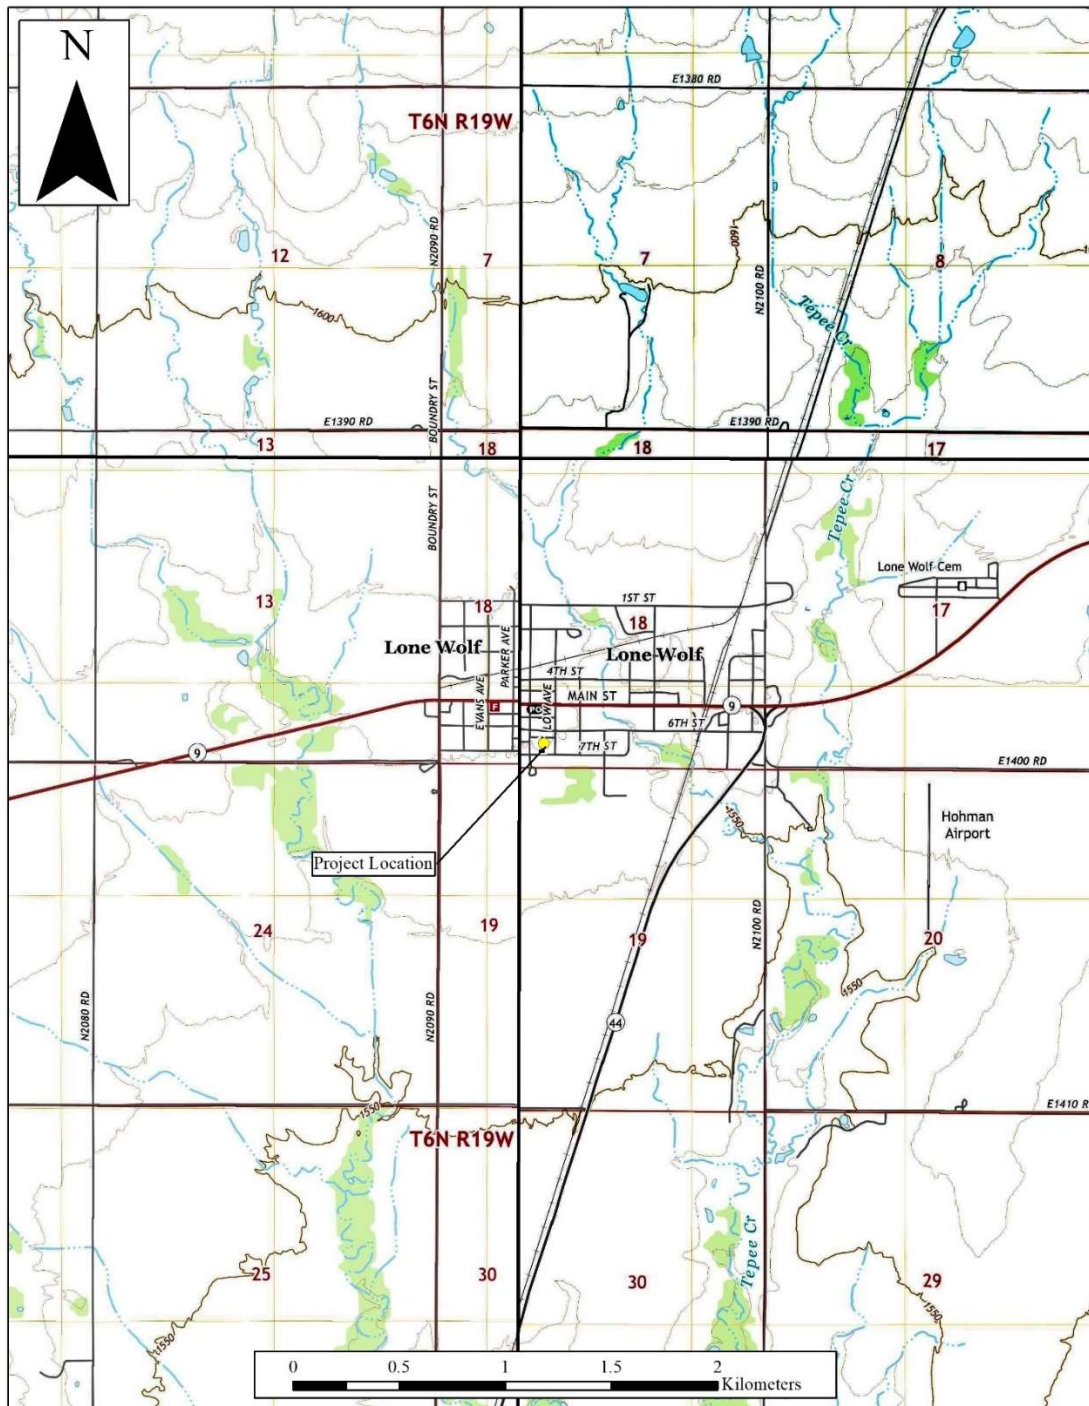 N
E1380 RD
T6N R19W
N2090 RD
12
7
7
1600
8
N2100 RD
Tepee Cr
1600
BOUNDRY ST
E1390 RD
E1390 RD
13
18
18
17
BOUNDRY ST
Tepee Cr
Lone Wolf Cem
13
18
1ST ST
18
17
Lone Wolf
PARKER AVE
Lone Wolf
4TH ST
EVANS AVE
MAIN ST
F
PO
LOW AVE
9
6TH ST
9
7TH ST
E1400 RD
1550
Hohman
Airport
Project Location
24
19
19
N2100 RD
20
1550
N2080 RD
N2090 RD
44
1550
E1410 R
T6N R19W
Tepee Cr
25
30
30
29
1550
1550
0 0.5 1 1.5 2
Kilometers